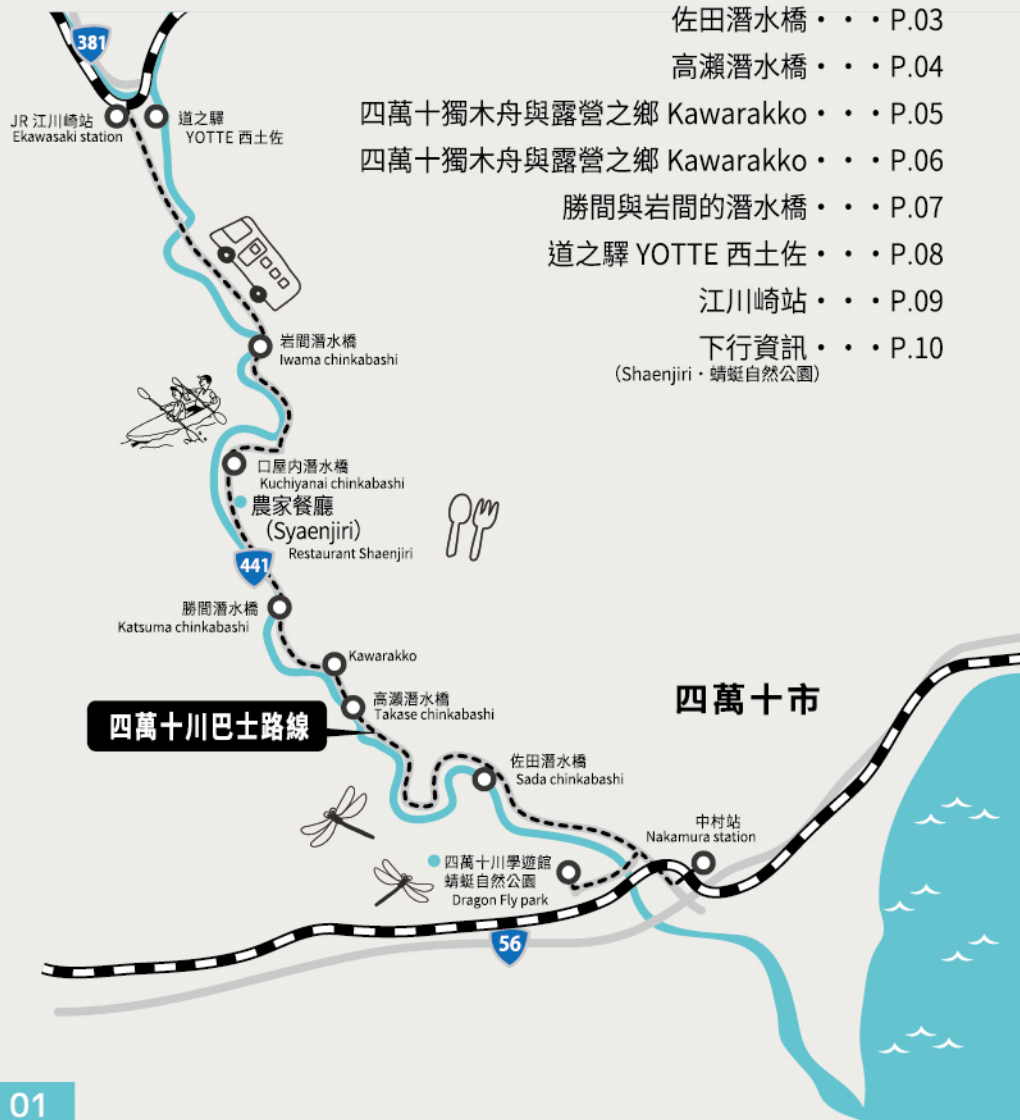 佐田潛水橋・・・P.03
高瀨潛水橋・・・P.04
四萬十獨木舟與露營之鄉 Kawarakko・・・P.05
四萬十獨木舟與露營之鄉 Kawarakko・・・P.06
勝間與岩間的潛水橋・・・P.07
道之驛 YOTTE 西土佐・・・P.08
江川崎站・・・P.09
下行資訊・・・P.10
（Shaenjiri・蜻蜓自然公園）
381
JR 江川崎站
Ekawasaki station
道之驛
YOTTE 西土佐
岩間潛水橋
Iwama chinkabashi
口屋內潛水橋
Kuchiyanai chinkabashi
農家餐廳
（Syaenjiri）
Restaurant Shaenjiri
441
勝間潛水橋
Katsuma chinkabashi
Kawarakko
高瀨潛水橋
Takase chinkabashi
四萬十川巴士路線
四萬十市
佐田潛水橋
Sada chinkabashi
中村站
Nakamura station
四萬十川學遊館
蜻蜓自然公園
Dragon Fly park
56
01